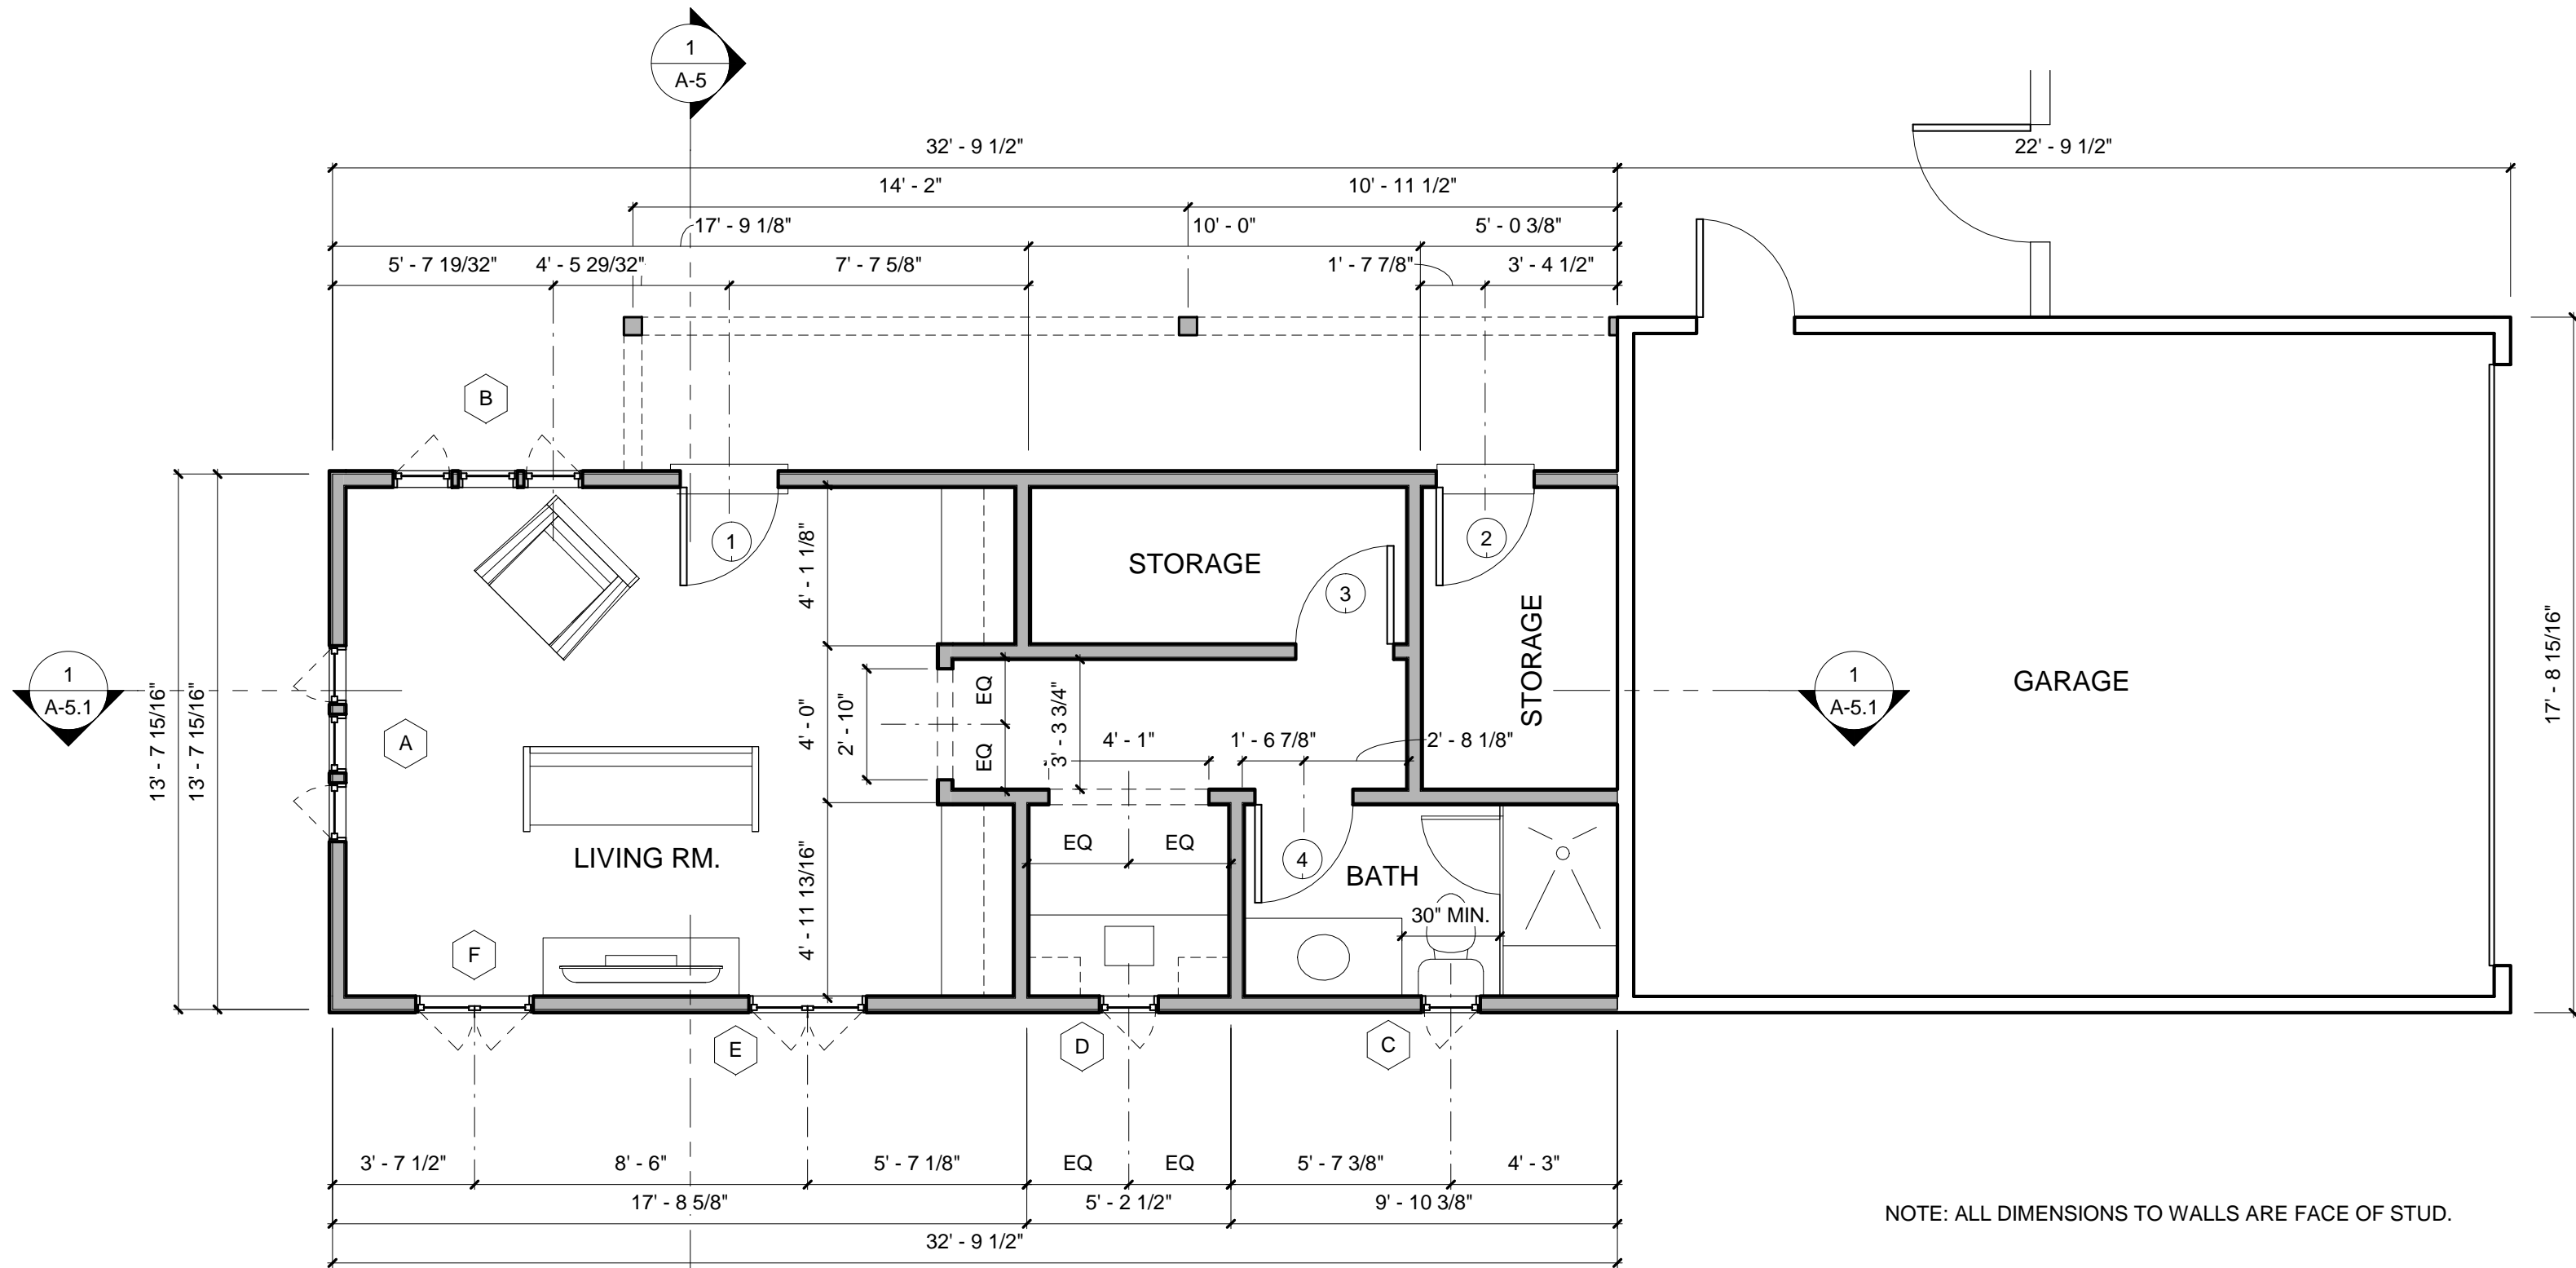 1
A-5
32' - 9 1/2"
22' - 9 1/2"
14' - 2"
10' - 11 1/2"
17' - 9 1/8"
10' - 0"
5' - 0 3/8"
5' - 7 19/32"
4' - 5 29/32"
7' - 7 5/8"
1' - 7 7/8"
3' - 4 1/2"
B
1
2
3
STORAGE
STORAGE
4' - 1 1/8"
4' - 0"
2' - 10"
EQ
EQ
3' - 3 3/4"
4' - 1"
1' - 6 7/8"
2' - 8 1/8"
1
A-5.1
13' - 7 15/16"
13' - 7 15/16"
A
1
A-5.1
GARAGE
17' - 8 15/16"
LIVING RM.
4' - 11 13/16"
EQ
EQ
4
BATH
30" MIN.
F
E
D
C
3' - 7 1/2"
8' - 6"
5' - 7 1/8"
EQ
EQ
5' - 7 3/8"
4' - 3"
17' - 8 5/8"
5' - 2 1/2"
9' - 10 3/8"
32' - 9 1/2"
NOTE: ALL DIMENSIONS TO WALLS ARE FACE OF STUD.